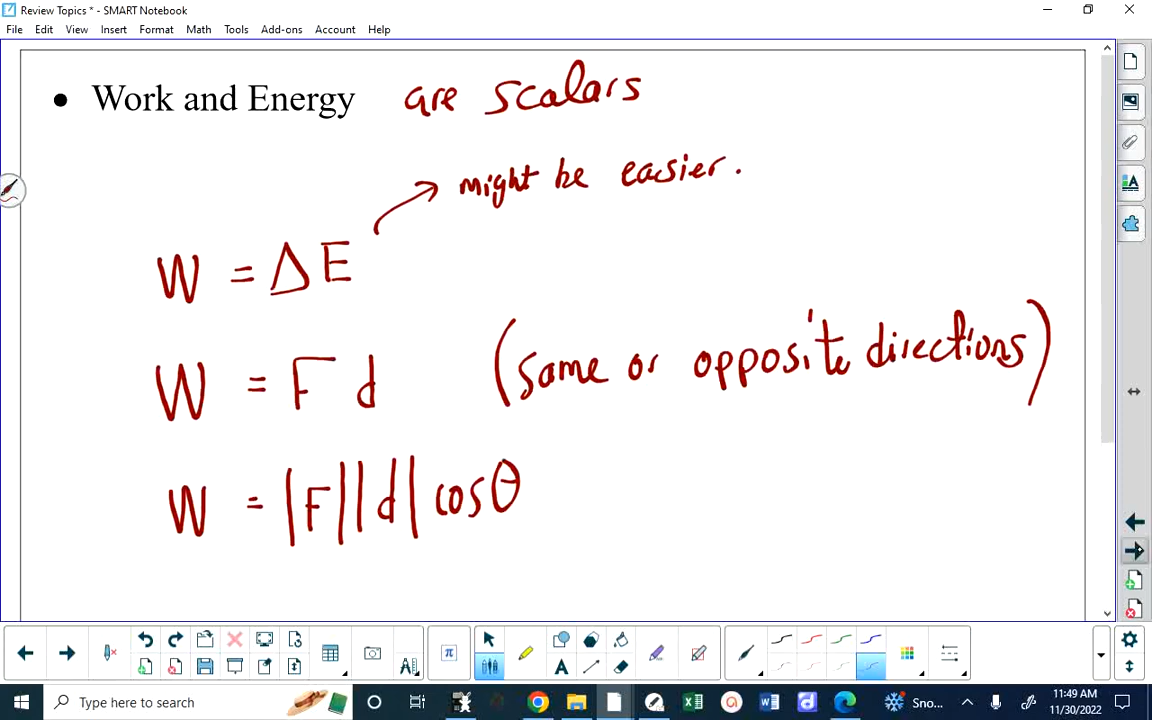 Review Topics * - SMART Notebook
File Edit View Insert Format Math Tools Add-ons Account Help
• Work and Energy are scalars
might be easier.
W = ΔE
W = F d (same or opposite directions)
W = |F||d| cosθ
π
A
Type here to search
Sno...
11:49 AM
11/30/2022